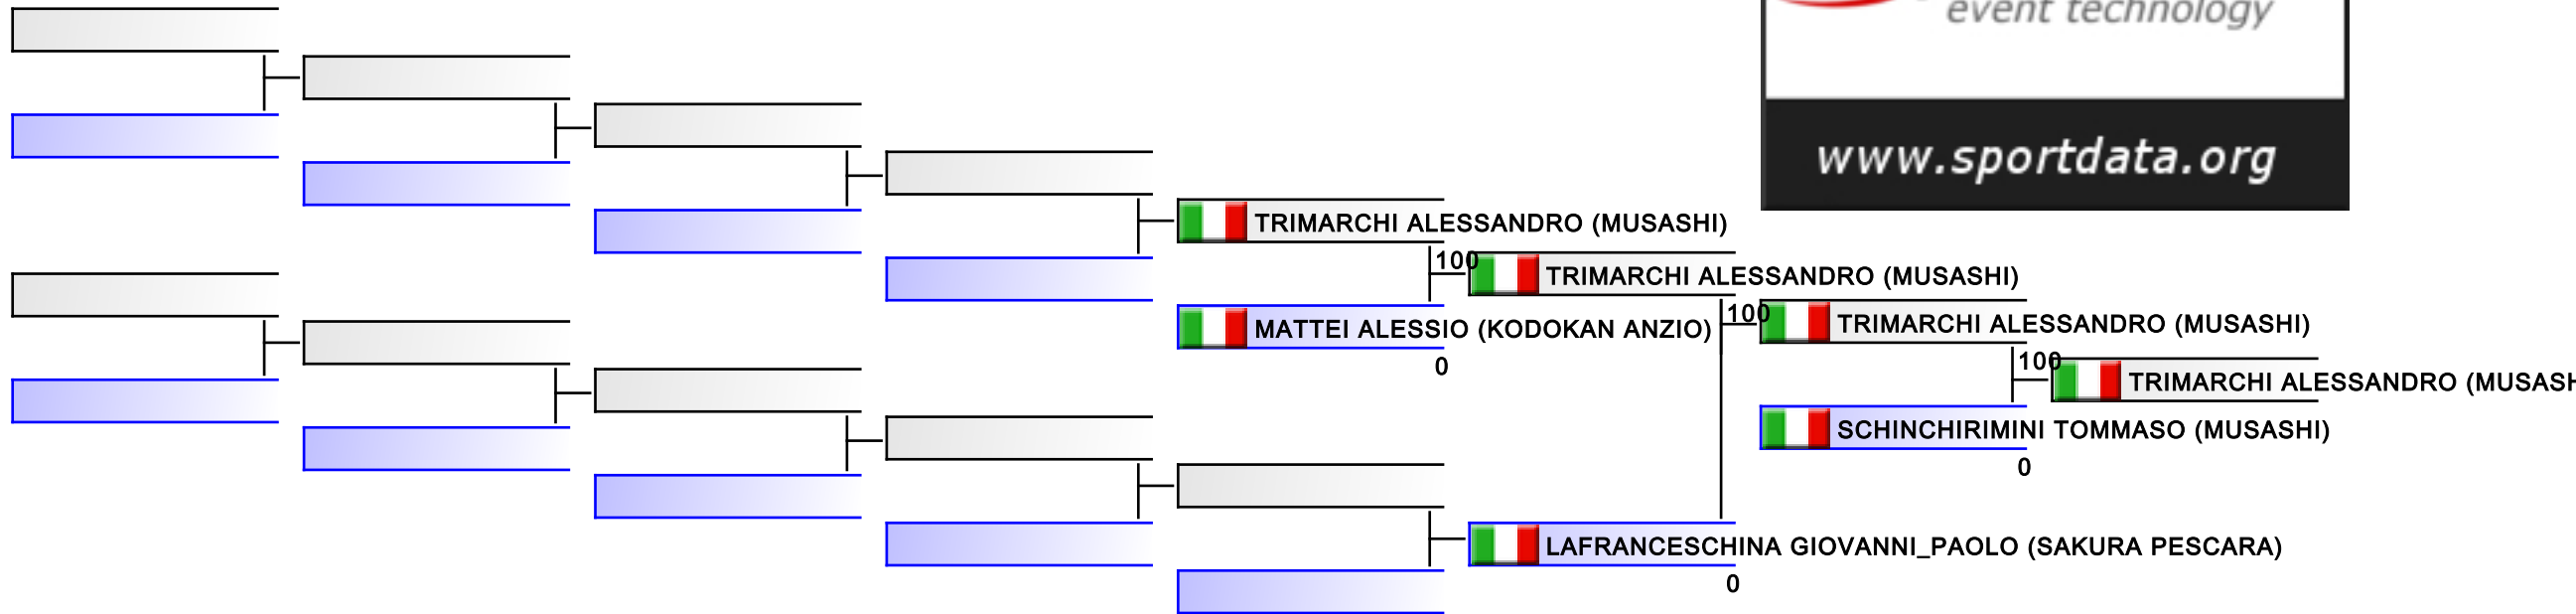 event technology
www.sportdata.org
TRIMARCHI ALESSANDRO (MUSASHI)
100
TRIMARCHI ALESSANDRO (MUSASHI)
MATTEI ALESSIO (KODOKAN ANZIO)
0
100
TRIMARCHI ALESSANDRO (MUSASHI)
100
TRIMARCHI ALESSANDRO (MUSASH
SCHINCHIRIMINI TOMMASO (MUSASHI)
0
LAFRANCESCHINA GIOVANNI_PAOLO (SAKURA PESCARA)
0